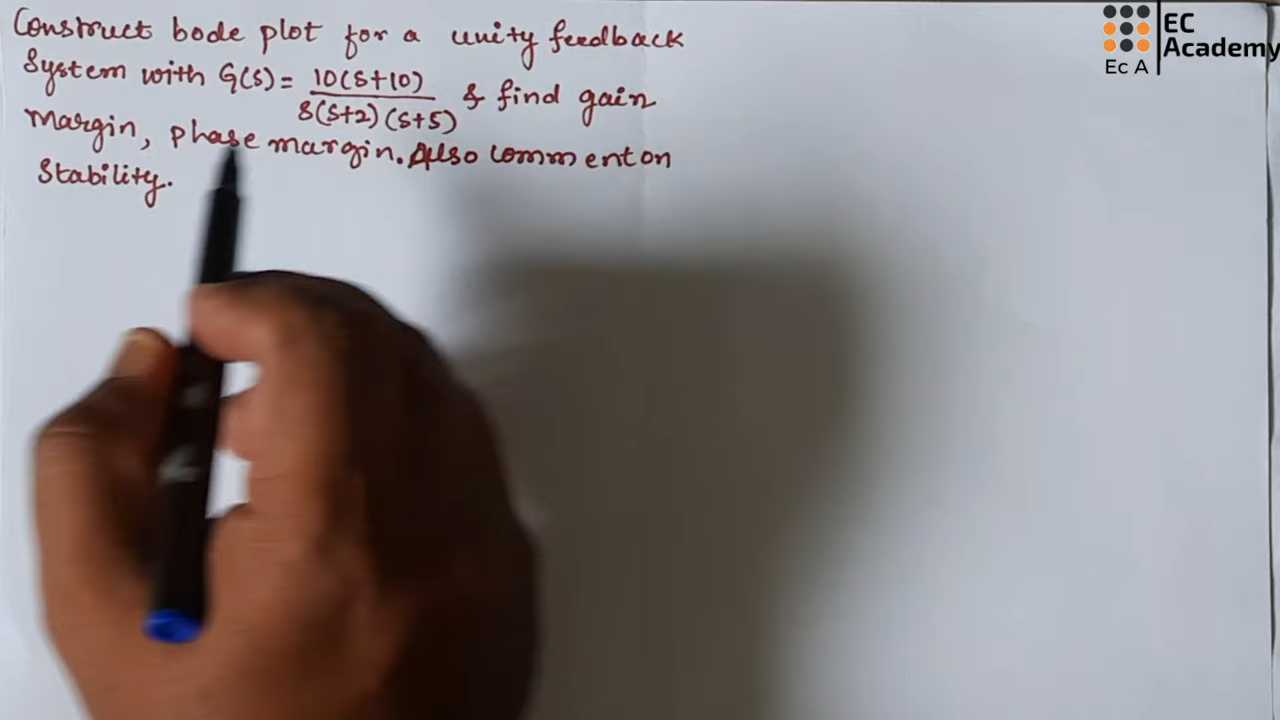 Construct bode plot for a unity feedback
System with G(s) = 10(s+10) / s(s+2)(s+5) & find gain
margin, phase margin. Also comment on
Stability.
EC
Academy
Ec A